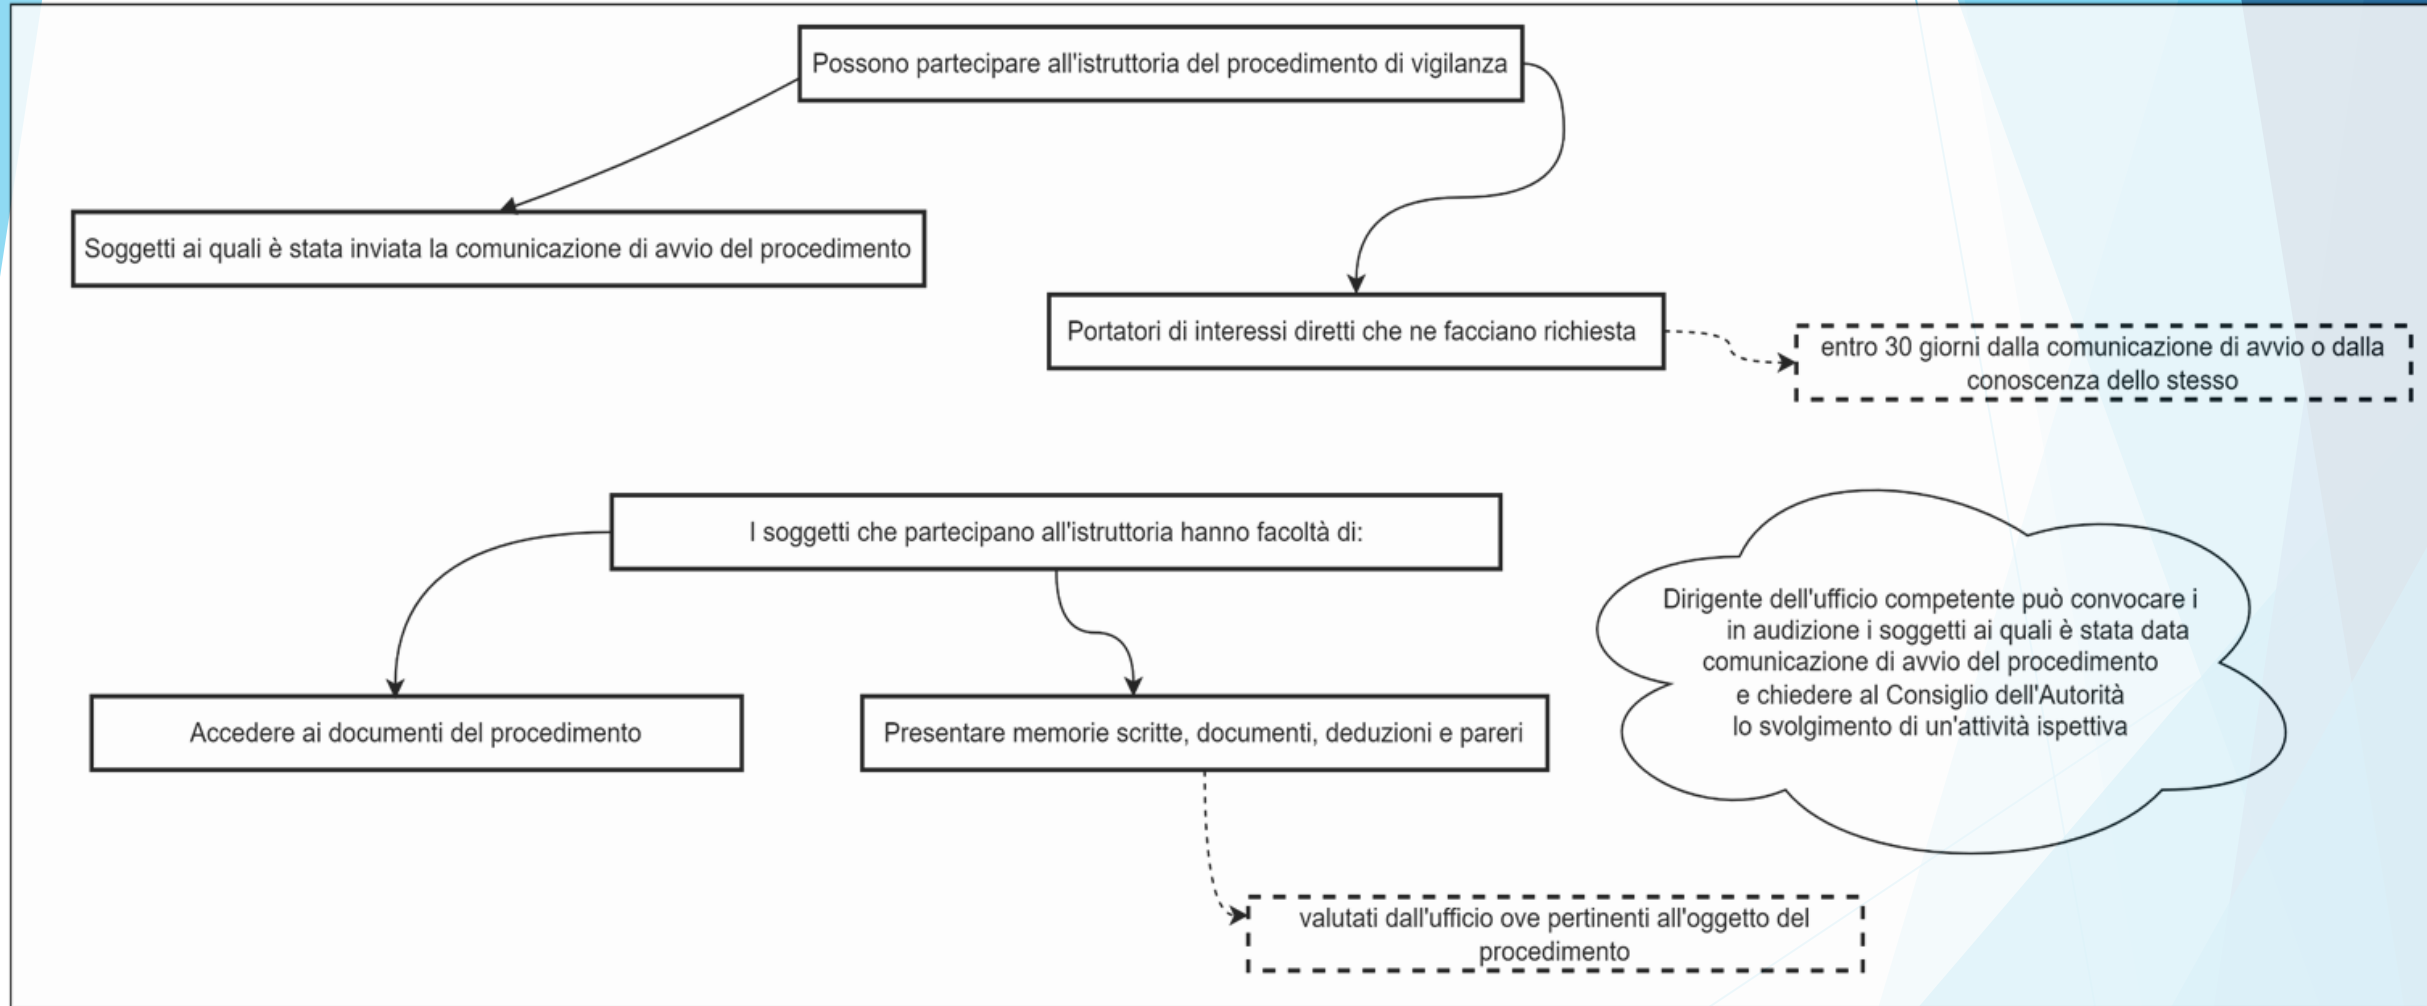 Possono partecipare all'istruttoria del procedimento di vigilanza
Soggetti ai quali è stata inviata la comunicazione di avvio del procedimento
Portatori di interessi diretti che ne facciano richiesta
entro 30 giorni dalla comunicazione di avvio o dalla
conoscenza dello stesso
I soggetti che partecipano all'istruttoria hanno facoltà di:
Accedere ai documenti del procedimento
Presentare memorie scritte, documenti, deduzioni e pareri
valutati dall'ufficio ove pertinenti all'oggetto del
procedimento
Dirigente dell'ufficio competente può convocare i
in audizione i soggetti ai quali è stata data
comunicazione di avvio del procedimento
e chiedere al Consiglio dell'Autorità
lo svolgimento di un'attività ispettiva